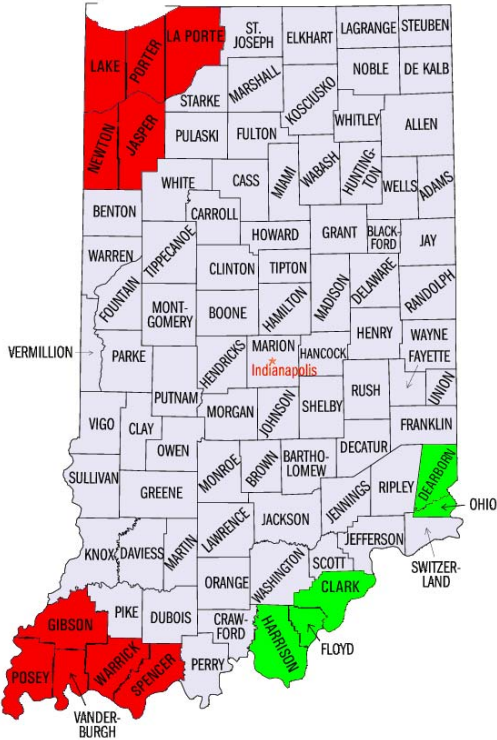 LAKE
PORTER
LA PORTE
ST.
JOSEPH
ELKHART
LAGRANGE
STEUBEN
NOBLE
DE KALB
STARKE
MARSHALL
KOSCIUSKO
WHITLEY
ALLEN
NEWTON
JASPER
PULASKI
FULTON
WHITE
CASS
MIAMI
WABASH
HUNTING-
TON
WELLS
ADAMS
BENTON
CARROLL
HOWARD
GRANT
BLACK-
FORD
JAY
WARREN
TIPPECANOE
CLINTON
TIPTON
MADISON
DELAWARE
RANDOLPH
FOUNTAIN
MONT-
GOMERY
BOONE
HAMILTON
HENRY
WAYNE
FAYETTE
VERMILLION
PARKE
HENDRICKS
MARION
Indianapolis
HANCOCK
PUTNAM
MORGAN
JOHNSON
SHELBY
RUSH
UNION
VIGO
CLAY
OWEN
FRANKLIN
DECATUR
MONROE
BROWN
BARTHO-
LOMEW
DEARBORN
SULLIVAN
GREENE
JENNINGS
RIPLEY
OHIO
LAWRENCE
JACKSON
JEFFERSON
SWITZER-
LAND
KNOX
DAVIESS
MARTIN
ORANGE
WASHINGTON
SCOTT
CLARK
GIBSON
PIKE
DUBOIS
CRAW-
FORD
HARRISON
FLOYD
POSEY
WARRICK
SPENCER
PERRY
VANDER-
BURGH